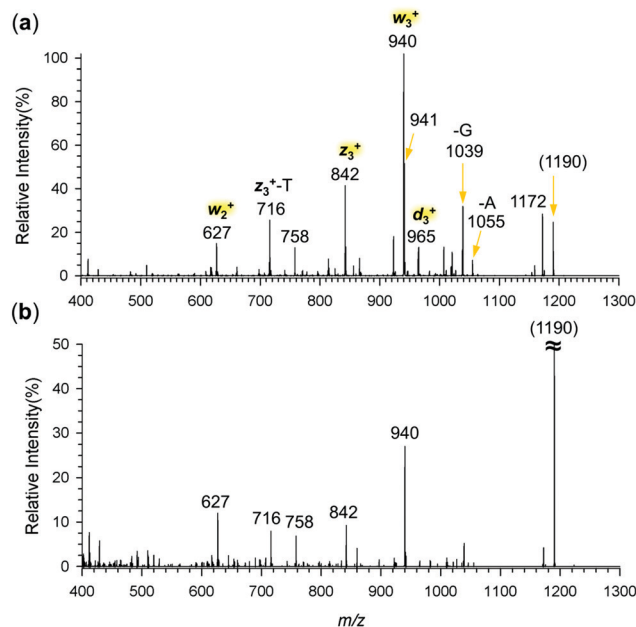 (a)
Relative Intensity(%)
100
80
60
40
20
0
w₂⁺
627
z₃⁺-T
716
758
z₃⁺
842
w₃⁺
940
941
d₃⁺
965
-G
1039
-A
1055
1172
(1190)
400 500 600 700 800 900 1000 1100 1200 1300
(b)
Relative Intensity(%)
50
40
30
20
10
0
627
716
758
842
940
(1190)
≈
400 500 600 700 800 900 1000 1100 1200 1300
m/z